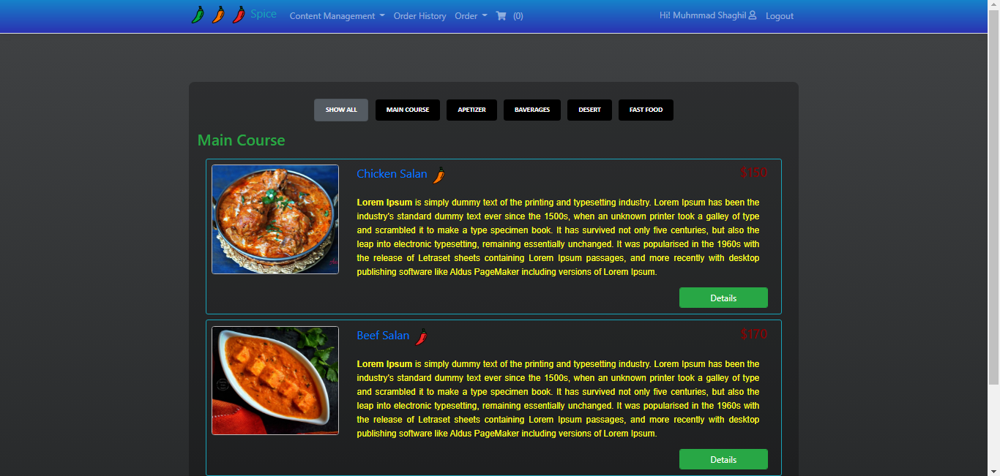 Spice Content Management Order History Order (0) Hi! Muhmmad Shaghil Logout
SHOW ALL MAIN COURSE APETIZER BAVERAGES DESERT FAST FOOD
Main Course
Chicken Salan $150
Lorem Ipsum is simply dummy text of the printing and typesetting industry. Lorem Ipsum has been the
industry's standard dummy text ever since the 1500s, when an unknown printer took a galley of type
and scrambled it to make a type specimen book. It has survived not only five centuries, but also the
leap into electronic typesetting, remaining essentially unchanged. It was popularised in the 1960s with
the release of Letraset sheets containing Lorem Ipsum passages, and more recently with desktop
publishing software like Aldus PageMaker including versions of Lorem Ipsum.
Details
Beef Salan $170
Lorem Ipsum is simply dummy text of the printing and typesetting industry. Lorem Ipsum has been the
industry's standard dummy text ever since the 1500s, when an unknown printer took a galley of type
and scrambled it to make a type specimen book. It has survived not only five centuries, but also the
leap into electronic typesetting, remaining essentially unchanged. It was popularised in the 1960s with
the release of Letraset sheets containing Lorem Ipsum passages, and more recently with desktop
publishing software like Aldus PageMaker including versions of Lorem Ipsum.
Details